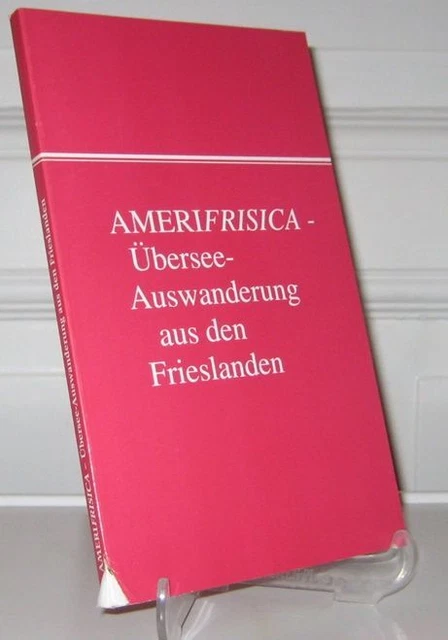 AMERIFRISICA -
Übersee-
Auswanderung
aus den
Frieslanden
AMERIFRISICA - Übersee-Auswanderung aus den Frieslanden